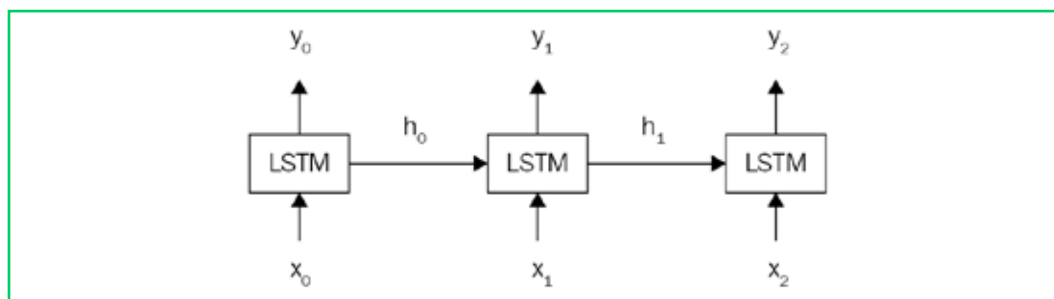 y₀ y₁ y₂
h₀ h₁
LSTM LSTM LSTM
x₀ x₁ x₂